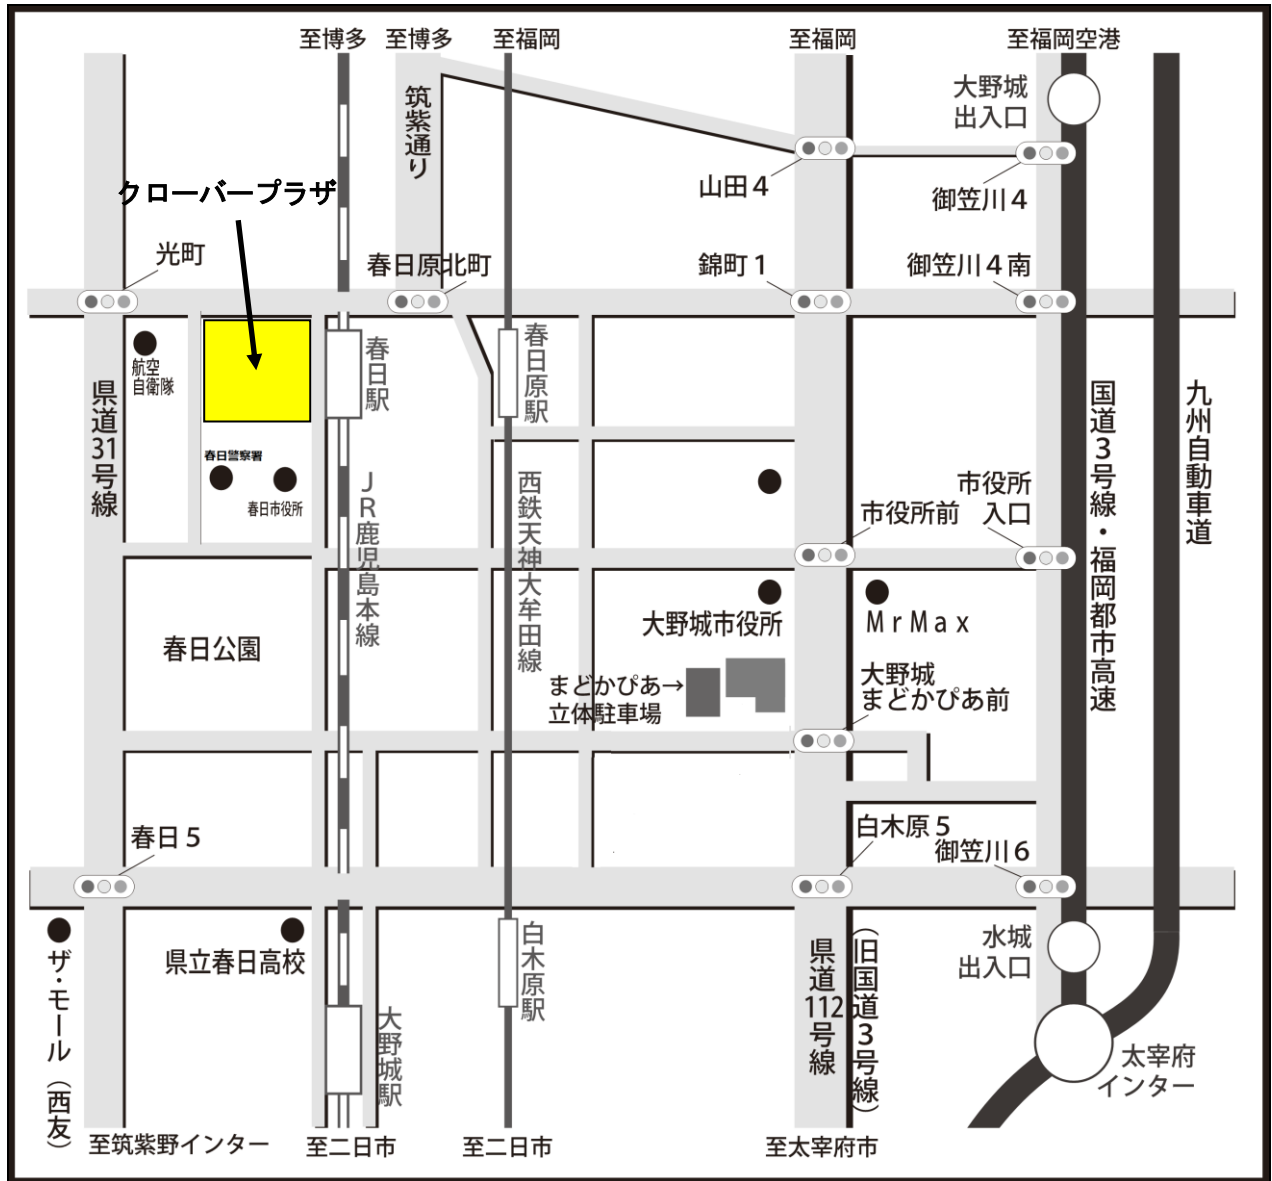 至博多
至博多
至福岡
至福岡
至福岡空港
大野城
出入口
筑紫通り
クローバープラザ
山田4
御笠川4
光町
春日原北町
錦町1
御笠川4南
航空
自衛隊
春日駅
春日原駅
県道31号線
国道3号線・福岡都市高速
九州自動車道
春日警察署
春日市役所
JR鹿児島本線
西鉄天神大牟田線
市役所前
市役所
入口
大野城市役所
MrMax
春日公園
まどかぴあ→
立体駐車場
大野城
まどかぴあ前
春日5
白木原5
御笠川6
ザ・モール(西友)
県立春日高校
白木原駅
県道112号線
(旧国道3号線)
水城
出入口
大野城駅
太宰府
インター
至筑紫野インター
至二日市
至二日市
至太宰府市